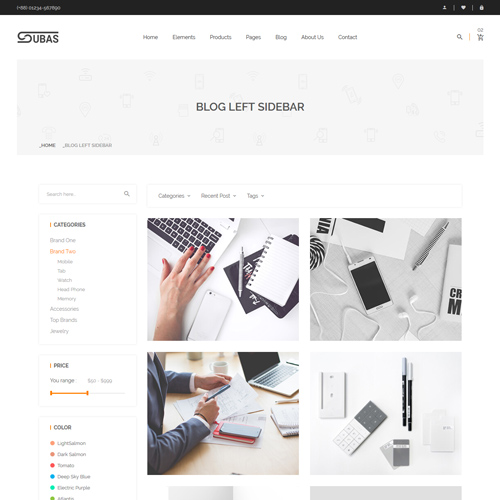 (+88) 01234-567890
SUBAS
Home Elements Products Pages Blog About Us Contact
02
BLOG LEFT SIDEBAR
_HOME _BLOG LEFT SIDEBAR
Search here..
Categories Recent Post Tags
CATEGORIES
Brand One
Brand Two
Mobile
Tab
Watch
Head Phone
Memory
Accessories
Top Brands
Jewelry
PRICE
You range
COLOR
LightSalmon
Dark Salmon
Tomato
Deep Sky Blue
Electric Purple
Atlantis